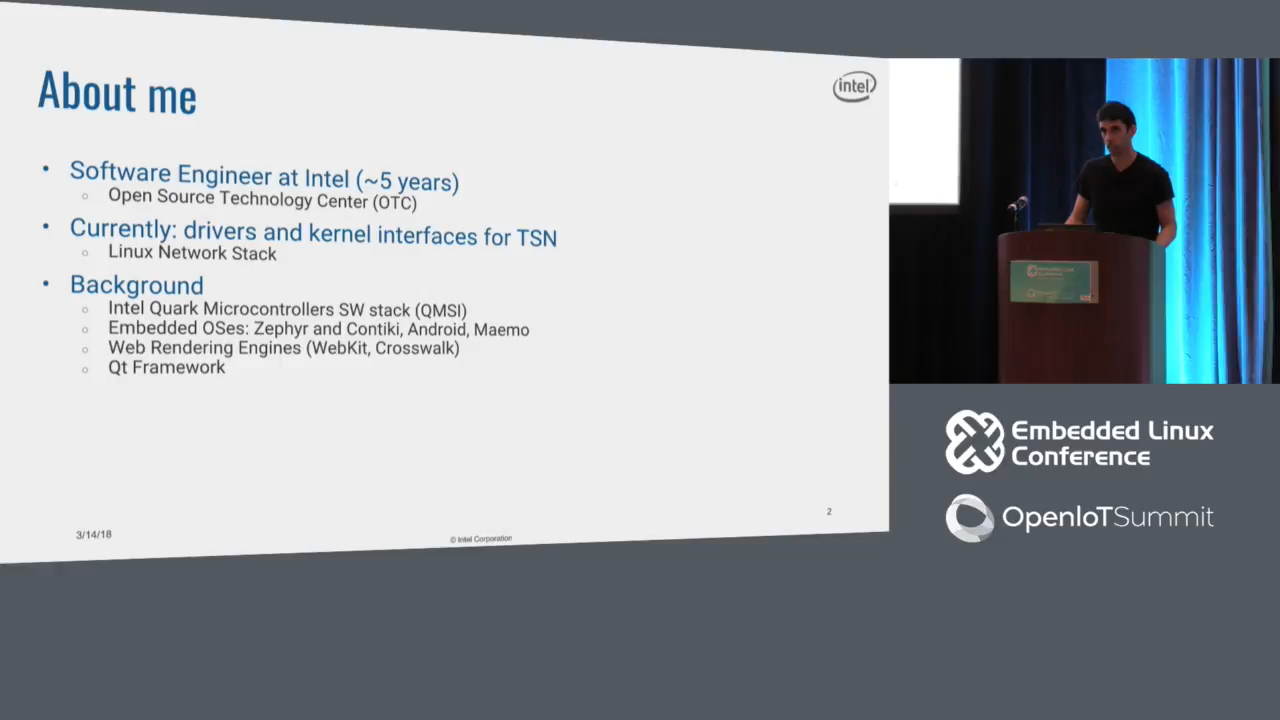 About me
intel
• Software Engineer at Intel (~5 years)
○ Open Source Technology Center (OTC)
• Currently: drivers and kernel interfaces for TSN
○ Linux Network Stack
• Background
○ Intel Quark Microcontrollers SW stack (QMSI)
○ Embedded OSes: Zephyr and Contiki, Android, Maemo
○ Web Rendering Engines (WebKit, Crosswalk)
○ Qt Framework
3/14/18
© Intel Corporation
2
Embedded Linux
Conference
OpenIoTSummit